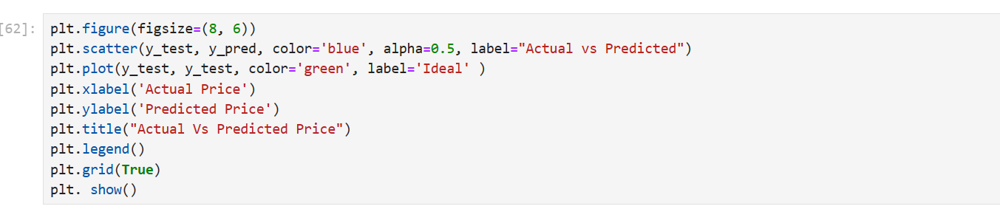 [62]:
plt.figure(figsize=(8, 6))
plt.scatter(y_test, y_pred, color='blue', alpha=0.5, label="Actual vs Predicted")
plt.plot(y_test, y_test, color='green', label='Ideal' )
plt.xlabel('Actual Price')
plt.ylabel('Predicted Price')
plt.title("Actual Vs Predicted Price")
plt.legend()
plt.grid(True)
plt. show()